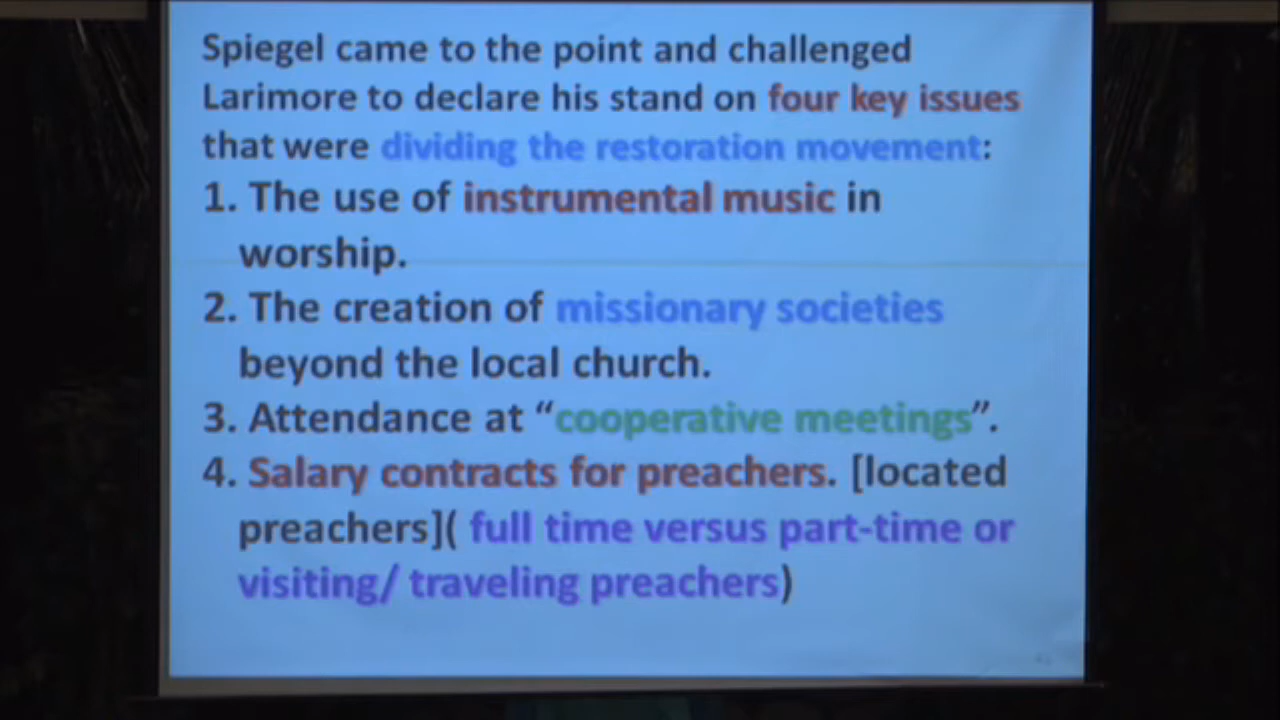 Spiegel came to the point and challenged
Larimore to declare his stand on four key issues
that were dividing the restoration movement:
1. The use of instrumental music in
worship.
2. The creation of missionary societies
beyond the local church.
3. Attendance at “cooperative meetings”.
4. Salary contracts for preachers. [located
preachers]( full time versus part-time or
visiting/ traveling preachers)